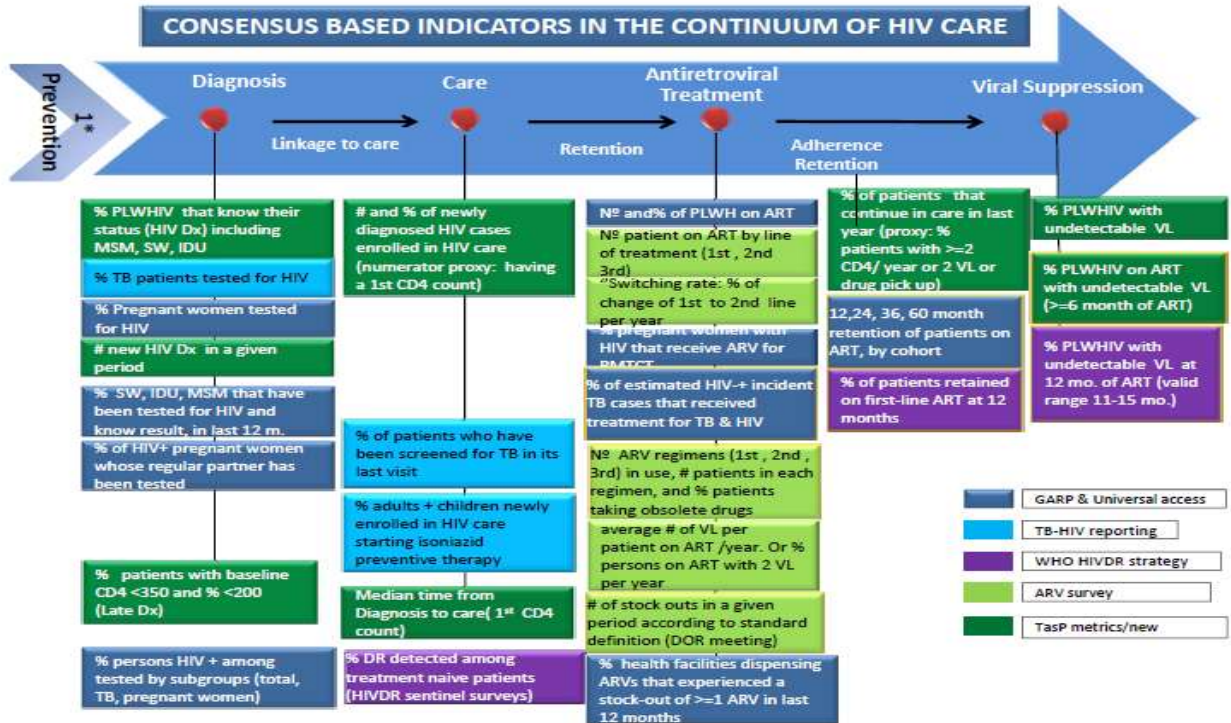 CONSENSUS BASED INDICATORS IN THE CONTINUUM OF HIV CARE
1*
Prevention
Diagnosis
Linkage to care
Care
Retention
Antiretroviral
Treatment
Adherence
Retention
Viral Suppression
% PLWHIV that know their
status (HIV Dx) including
MSM, SW, IDU
% TB patients tested for HIV
% Pregnant women tested
for HIV
# new HIV Dx in a given
period
% SW, IDU, MSM that have
been tested for HIV and
know result, in last 12 m.
% of HIV+ pregnant women
whose regular partner has
been tested
% patients with baseline
CD4 <350 and % <200
(Late Dx)
% persons HIV + among
tested by subgroups (total,
TB, pregnant women)
# and % of newly
diagnosed HIV cases
enrolled in HIV care
(numerator proxy: having
a 1st CD4 count)
% of patients who have
been screened for TB in its
last visit
% adults + children newly
enrolled in HIV care
starting isoniazid
preventive therapy
Median time from
Diagnosis to care( 1st CD4
count)
% DR detected among
treatment naive patients
(HIVDR sentinel surveys)
Nº and% of PLWH on ART
Nº patient on ART by line
of treatment (1st , 2nd
3rd)
"Switching rate: % of
change of 1st to 2nd line
per year
% pregnant women with
HIV that receive ARV for
PMTCT
% of estimated HIV-+ incident
TB cases that received
treatment for TB & HIV
Nº ARV regimens (1st , 2nd ,
3rd) in use, # patients in each
regimen, and % patients
taking obsolete drugs
average # of VL per
patient on ART /year. Or %
persons on ART with 2 VL
per year
# of stock outs in a given
period according to standard
definition (DOR meeting)
% health facilities dispensing
ARVs that experienced a
stock-out of >=1 ARV in last
12 months
% of patients that
continue in care in last
year (proxy: %
patients with >=2
CD4/ year or 2 VL or
drug pick up)
12,24, 36, 60 month
retention of patients on
ART, by cohort
% of patients retained
on first-line ART at 12
months
% PLWHIV with
undetectable VL
% PLWHIV on ART
with undetectable VL
(>=6 month of ART)
% PLWHIV with
undetectable VL at
12 mo. of ART (valid
range 11-15 mo.)
GARP & Universal access
TB-HIV reporting
WHO HIVDR strategy
ARV survey
TasP metrics/new